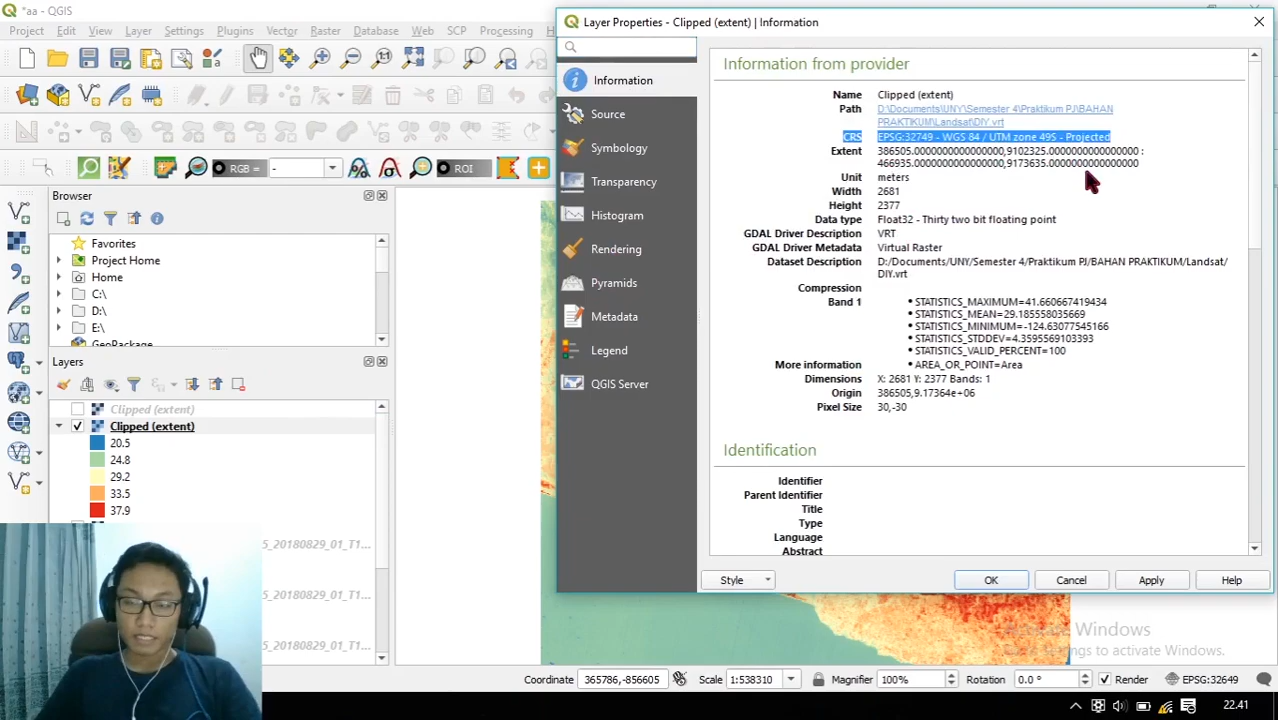 *aa - QGIS
Project Edit View Layer Settings Plugins Vector Raster Database Web SCP Processing
RGB = -
ROI
Browser
Favorites
Project Home
Home
C:\
D:\
E:\
GeoPackage
Layers
Clipped (extent)
Clipped (extent)
20.5
24.8
29.2
33.5
37.9
5_20180829_01_T1...
5_20180829_01_T1...
5_20180829_01_T1...
Layer Properties - Clipped (extent) | Information
Information
Source
Symbology
Transparency
Histogram
Rendering
Pyramids
Metadata
Legend
QGIS Server
Information from provider
Name Clipped (extent)
Path D:\Documents\UNY\Semester 4\Praktikum PJ\BAHAN
PRAKTIKUM\Landsat\DIY.vrt
CRS EPSG:32749 - WGS 84 / UTM zone 49S - Projected
Extent 386505.0000000000000000,9102325.0000000000000000 :
466935.0000000000000000,9173635.0000000000000000
Unit meters
Width 2681
Height 2377
Data type Float32 - Thirty two bit floating point
GDAL Driver Description VRT
GDAL Driver Metadata Virtual Raster
Dataset Description D:/Documents/UNY/Semester 4/Praktikum PJ/BAHAN PRAKTIKUM/Landsat/
DIY.vrt
Compression
Band 1 • STATISTICS_MAXIMUM=41.660667419434
• STATISTICS_MEAN=29.185558035669
• STATISTICS_MINIMUM=-124.63077545166
• STATISTICS_STDDEV=4.3595569103393
• STATISTICS_VALID_PERCENT=100
More information • AREA_OR_POINT=Area
Dimensions X: 2681 Y: 2377 Bands: 1
Origin 386505,9.17364e+06
Pixel Size 30,-30
Identification
Identifier
Parent Identifier
Title
Type
Language
Abstract
Style OK Cancel Apply Help
Windows
to activate Windows.
Coordinate 365786, -856605 Scale 1:538310 Magnifier 100% Rotation 0.0 ° Render EPSG:32649
22.41